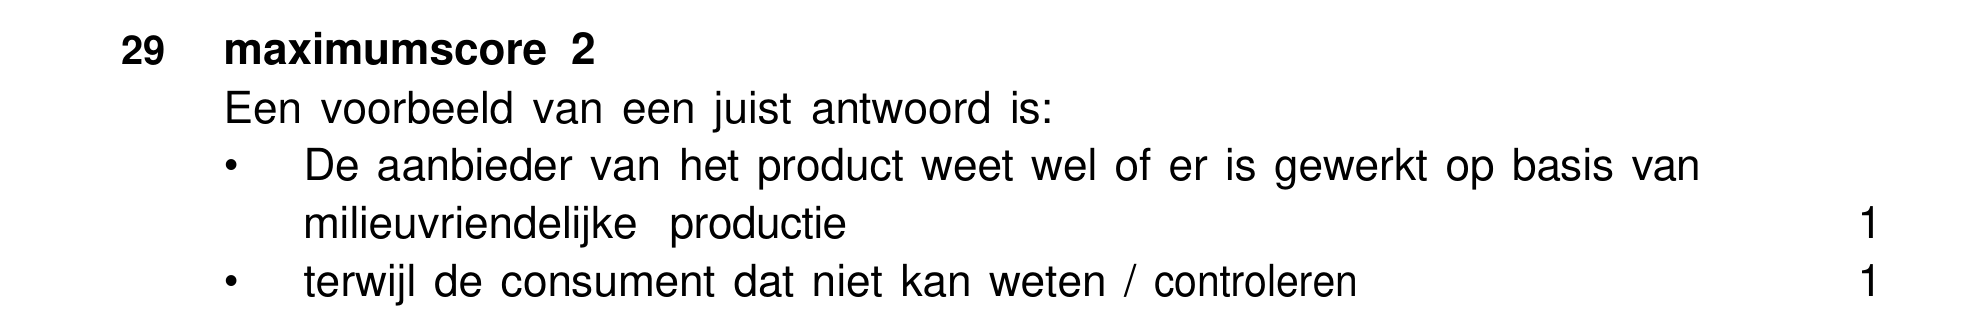 29 maximumscore 2
Een voorbeeld van een juist antwoord is:
• De aanbieder van het product weet wel of er is gewerkt op basis van
milieuvriendelijke productie 1
• terwijl de consument dat niet kan weten / controleren 1